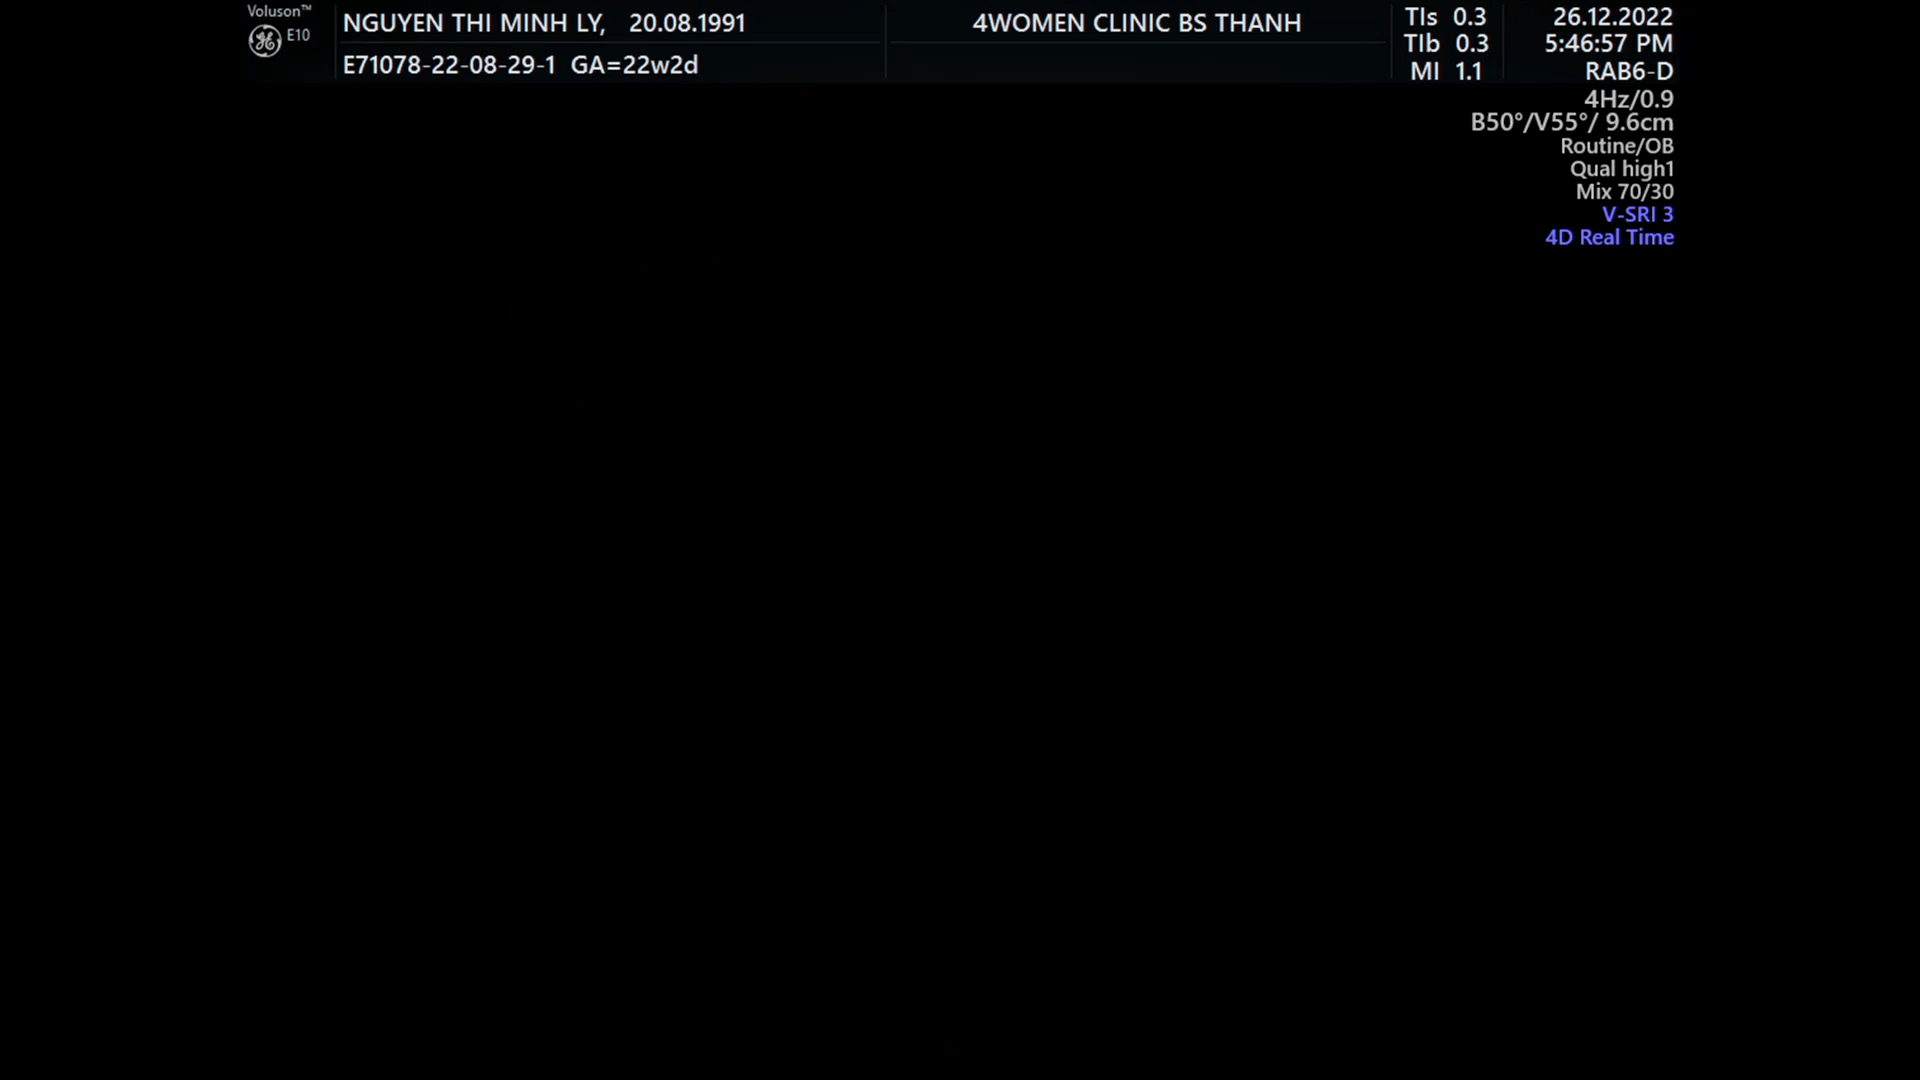 Voluson™
E10
NGUYEN THI MINH LY, 20.08.1991
E71078-22-08-29-1 GA=22w2d
4WOMEN CLINIC BS THANH
TIs 0.3
TIb 0.3
MI 1.1
26.12.2022
5:46:57 PM
RAB6-D
4Hz/0.9
B50°/V55°/ 9.6cm
Routine/OB
Qual high1
Mix 70/30
V-SRI 3
4D Real Time